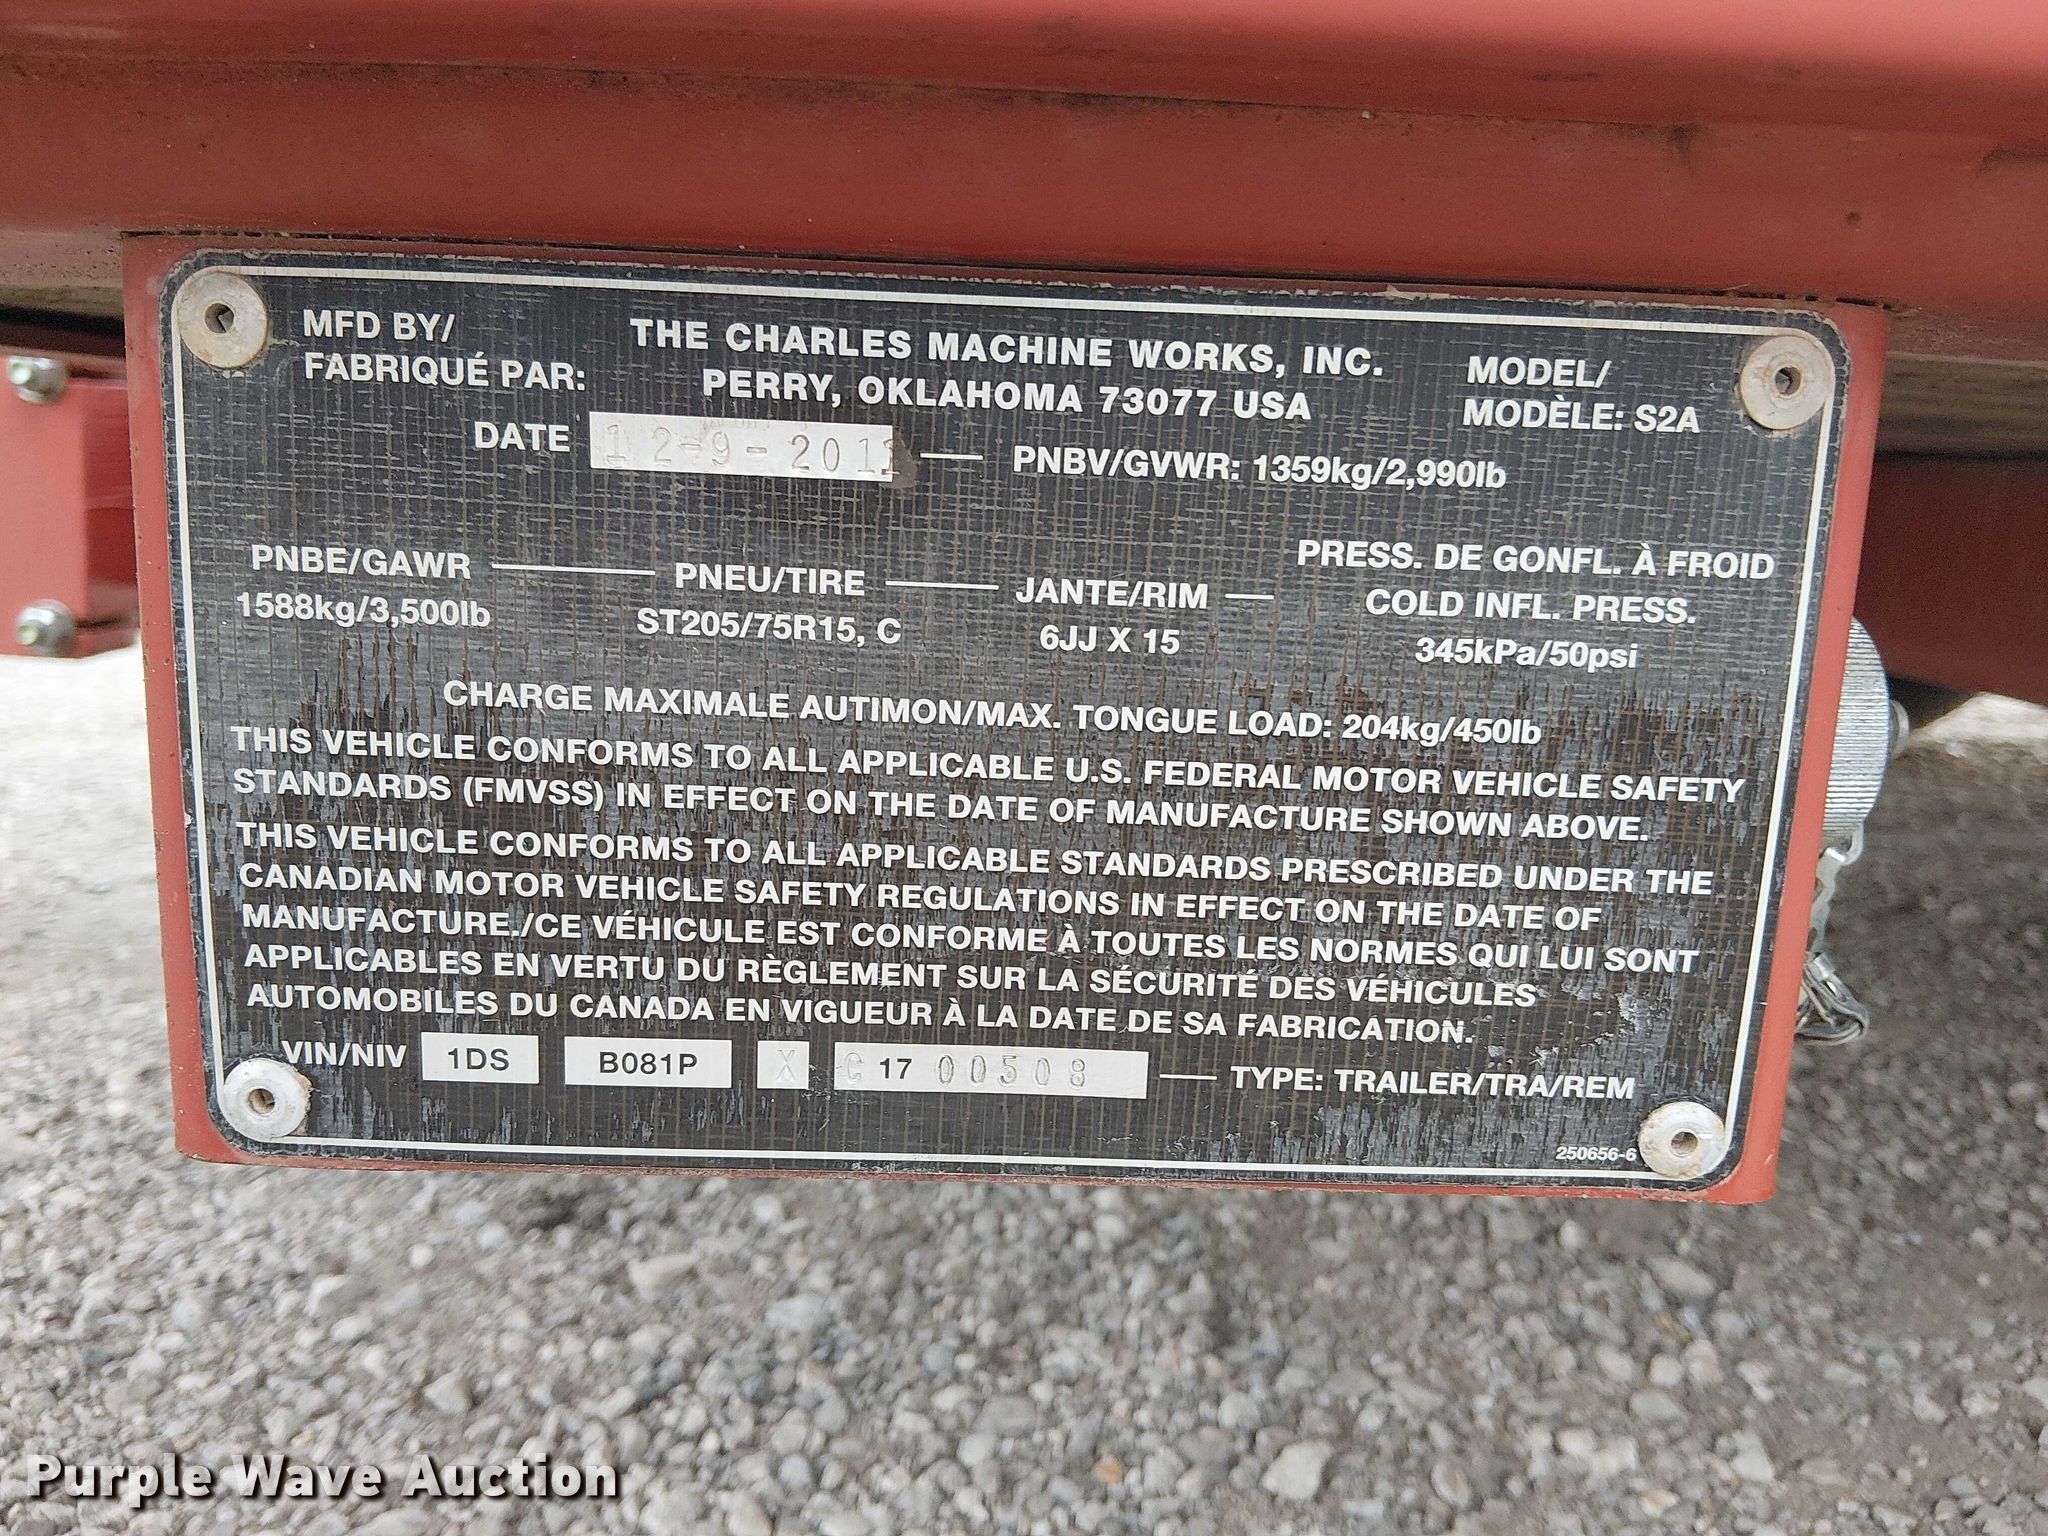 MFD BY/
FABRIQUÉ PAR:
THE CHARLES MACHINE WORKS, INC.
PERRY, OKLAHOMA 73077 USA
MODEL/
MODÈLE: S2A
DATE 12-9-2011
PNBV/GVWR: 1359kg/2,990lb
PNBE/GAWR
1588kg/3,500lb
PNEU/TIRE
ST205/75R15, C
JANTE/RIM
6JJ X 15
PRESS. DE GONFL. À FROID
COLD INFL. PRESS.
345kPa/50psi
CHARGE MAXIMALE AUTIMON/MAX. TONGUE LOAD: 204kg/450lb
THIS VEHICLE CONFORMS TO ALL APPLICABLE U.S. FEDERAL MOTOR VEHICLE SAFETY
STANDARDS (FMVSS) IN EFFECT ON THE DATE OF MANUFACTURE SHOWN ABOVE.
THIS VEHICLE CONFORMS TO ALL APPLICABLE STANDARDS PRESCRIBED UNDER THE
CANADIAN MOTOR VEHICLE SAFETY REGULATIONS IN EFFECT ON THE DATE OF
MANUFACTURE./CE VÉHICULE EST CONFORME À TOUTES LES NORMES QUI LUI SONT
APPLICABLES EN VERTU DU RÈGLEMENT SUR LA SÉCURITÉ DES VÉHICULES
AUTOMOBILES DU CANADA EN VIGUEUR À LA DATE DE SA FABRICATION.
VIN/NIV 1DS B081P X C 17 00508 TYPE: TRAILER/TRA/REM
250656-6
Purple Wave Auction